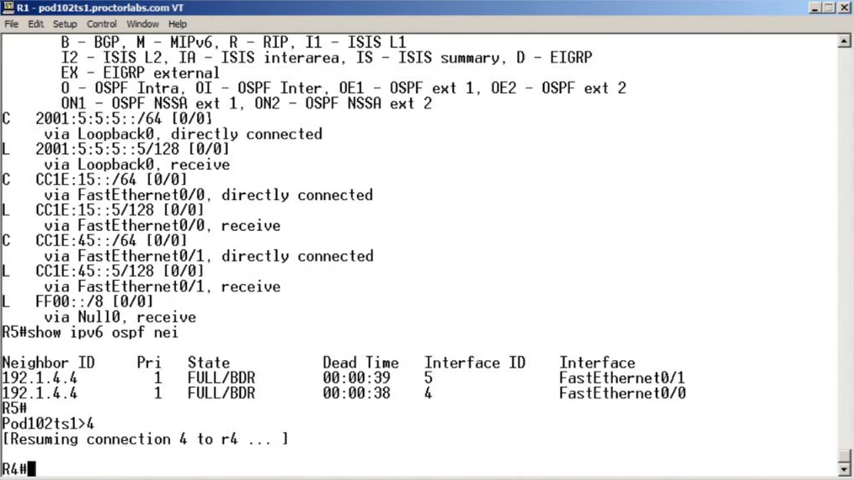 R1 - pod102ts1.proctorlabs.com VT
File Edit Setup Control Window Help
B - BGP, M - MIPv6, R - RIP, I1 - ISIS L1
I2 - ISIS L2, IA - ISIS interarea, IS - ISIS summary, D - EIGRP
EX - EIGRP external
O - OSPF Intra, OI - OSPF Inter, OE1 - OSPF ext 1, OE2 - OSPF ext 2
ON1 - OSPF NSSA ext 1, ON2 - OSPF NSSA ext 2
C 2001:5:5:5::/64 [0/0]
via Loopback0, directly connected
L 2001:5:5:5::5/128 [0/0]
via Loopback0, receive
C CC1E:15::/64 [0/0]
via FastEthernet0/0, directly connected
L CC1E:15::5/128 [0/0]
via FastEthernet0/0, receive
C CC1E:45::/64 [0/0]
via FastEthernet0/1, directly connected
L CC1E:45::5/128 [0/0]
via FastEthernet0/1, receive
L FF00::/8 [0/0]
via Null0, receive
R5#show ipv6 ospf nei
Neighbor ID Pri State Dead Time Interface ID Interface
192.1.4.4 1 FULL/BDR 00:00:39 5 FastEthernet0/1
192.1.4.4 1 FULL/BDR 00:00:38 4 FastEthernet0/0
R5#
Pod102ts1>4
[Resuming connection 4 to r4 ... ]
R4#